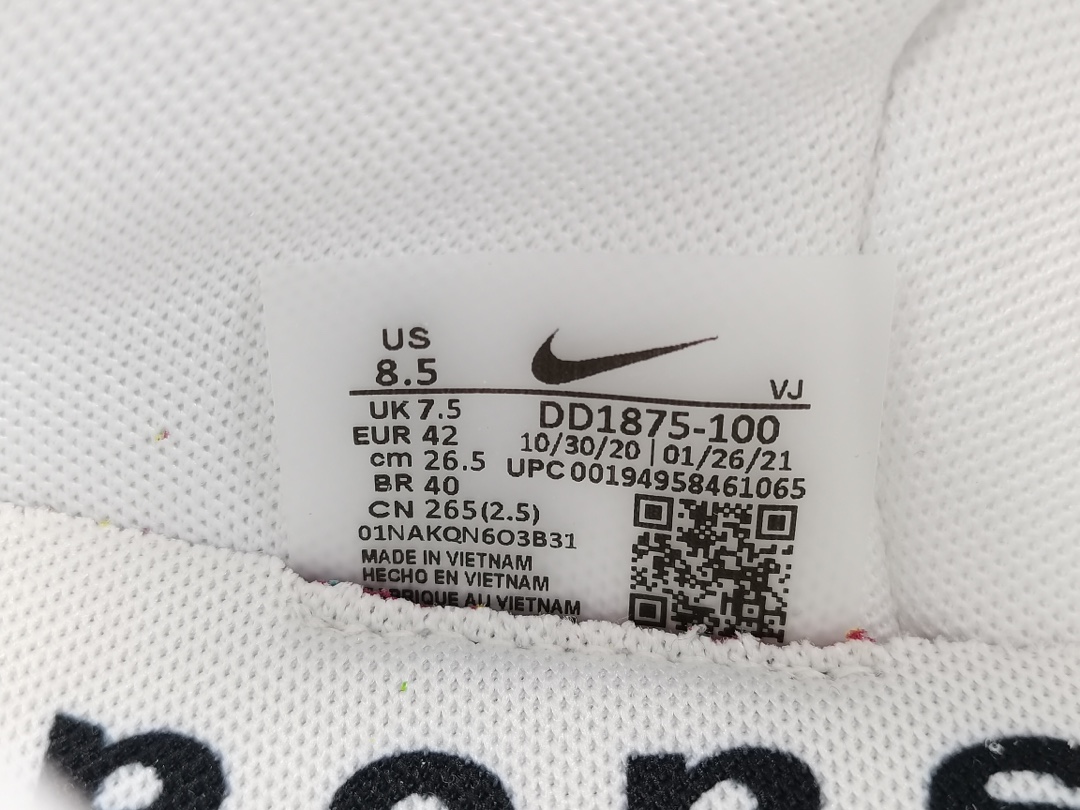 US
8.5
VJ
UK 7.5
DD1875-100
EUR 42
10/30/20 | 01/26/21
cm 26.5
UPC 00194958461065
BR 40
CN 265(2.5)
01NAKQN6O3B31
MADE IN VIETNAM
HECHO EN VIETNAM
FABRIQUE AU VIETNAM